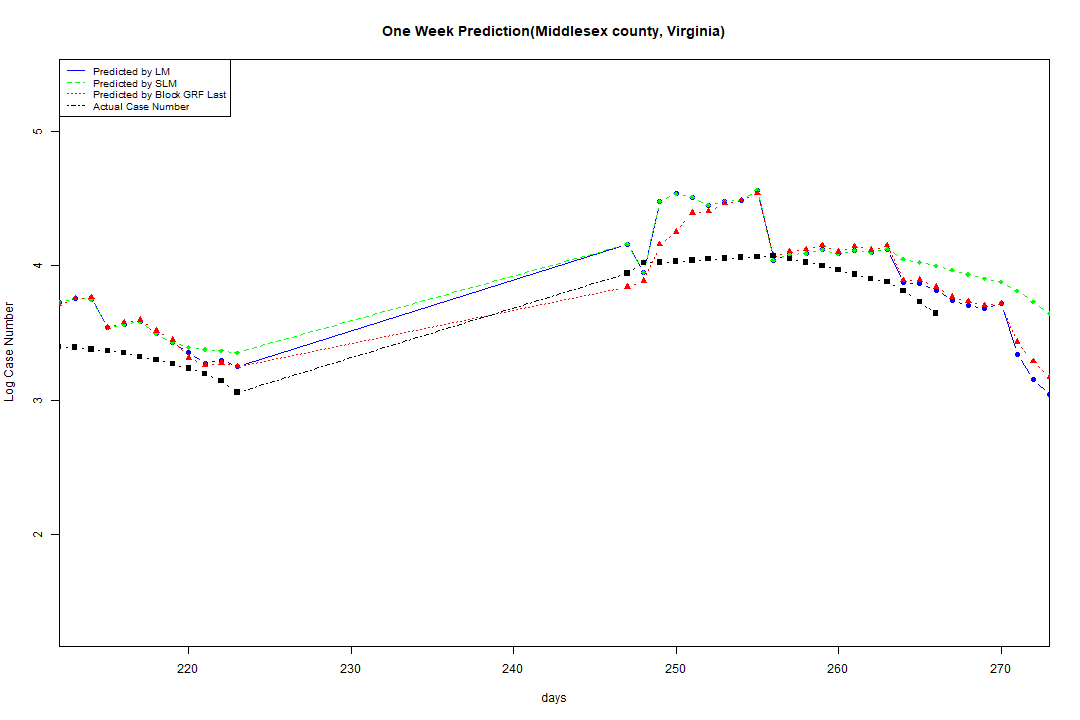 One Week Prediction(Middlesex county, Virginia)
Predicted by LM
Predicted by SLM
Predicted by Block GRF Last
Actual Case Number
5
4
3
2
Log Case Number
220 230 240 250 260 270
days